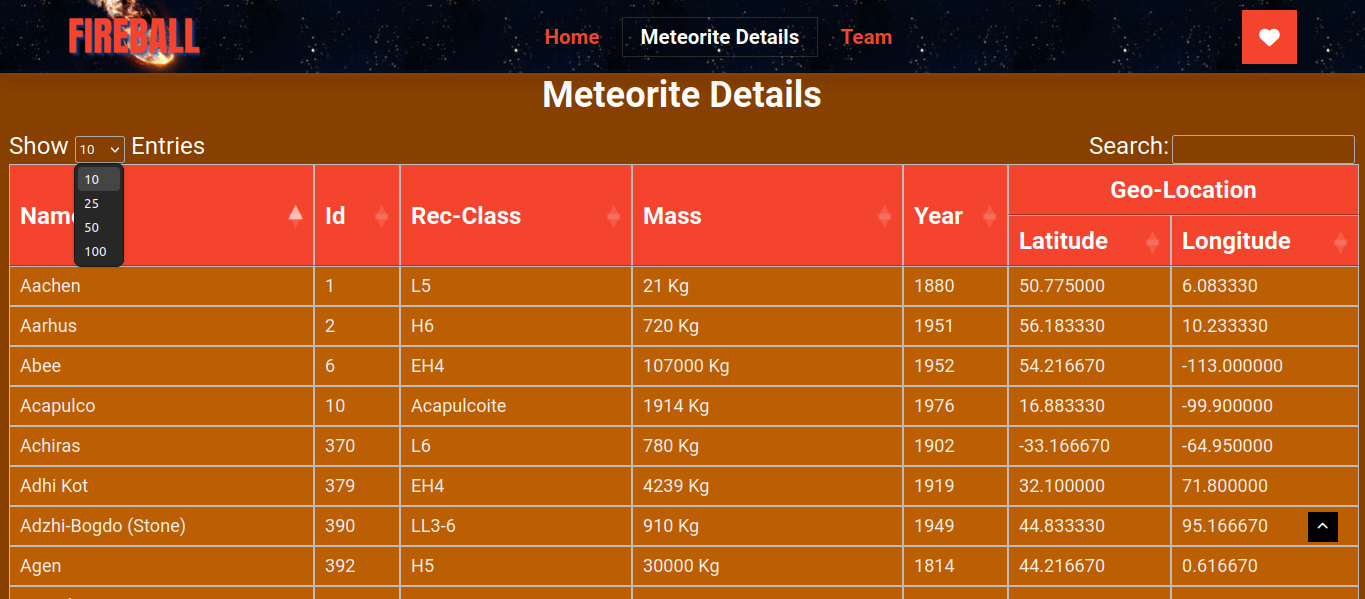 FIREBALL
Home Meteorite Details Team
Meteorite Details
Show 10 Entries Search:
10
25
50
100
Geo-Location
Id Rec-Class Mass Year
Latitude Longitude
Aachen 1 L5 21 Kg 1880 50.775000 6.083330
Aarhus 2 H6 720 Kg 1951 56.183330 10.233330
Abee 6 EH4 107000 Kg 1952 54.216670 -113.000000
Acapulco 10 Acapulcoite 1914 Kg 1976 16.883330 -99.900000
Achiras 370 L6 780 Kg 1902 -33.166670 -64.950000
Adhi Kot 379 EH4 4239 Kg 1919 32.100000 71.800000
Adzhi-Bogdo (Stone) 390 LL3-6 910 Kg 1949 44.833330 95.166670
Agen 392 H5 30000 Kg 1814 44.216670 0.616670